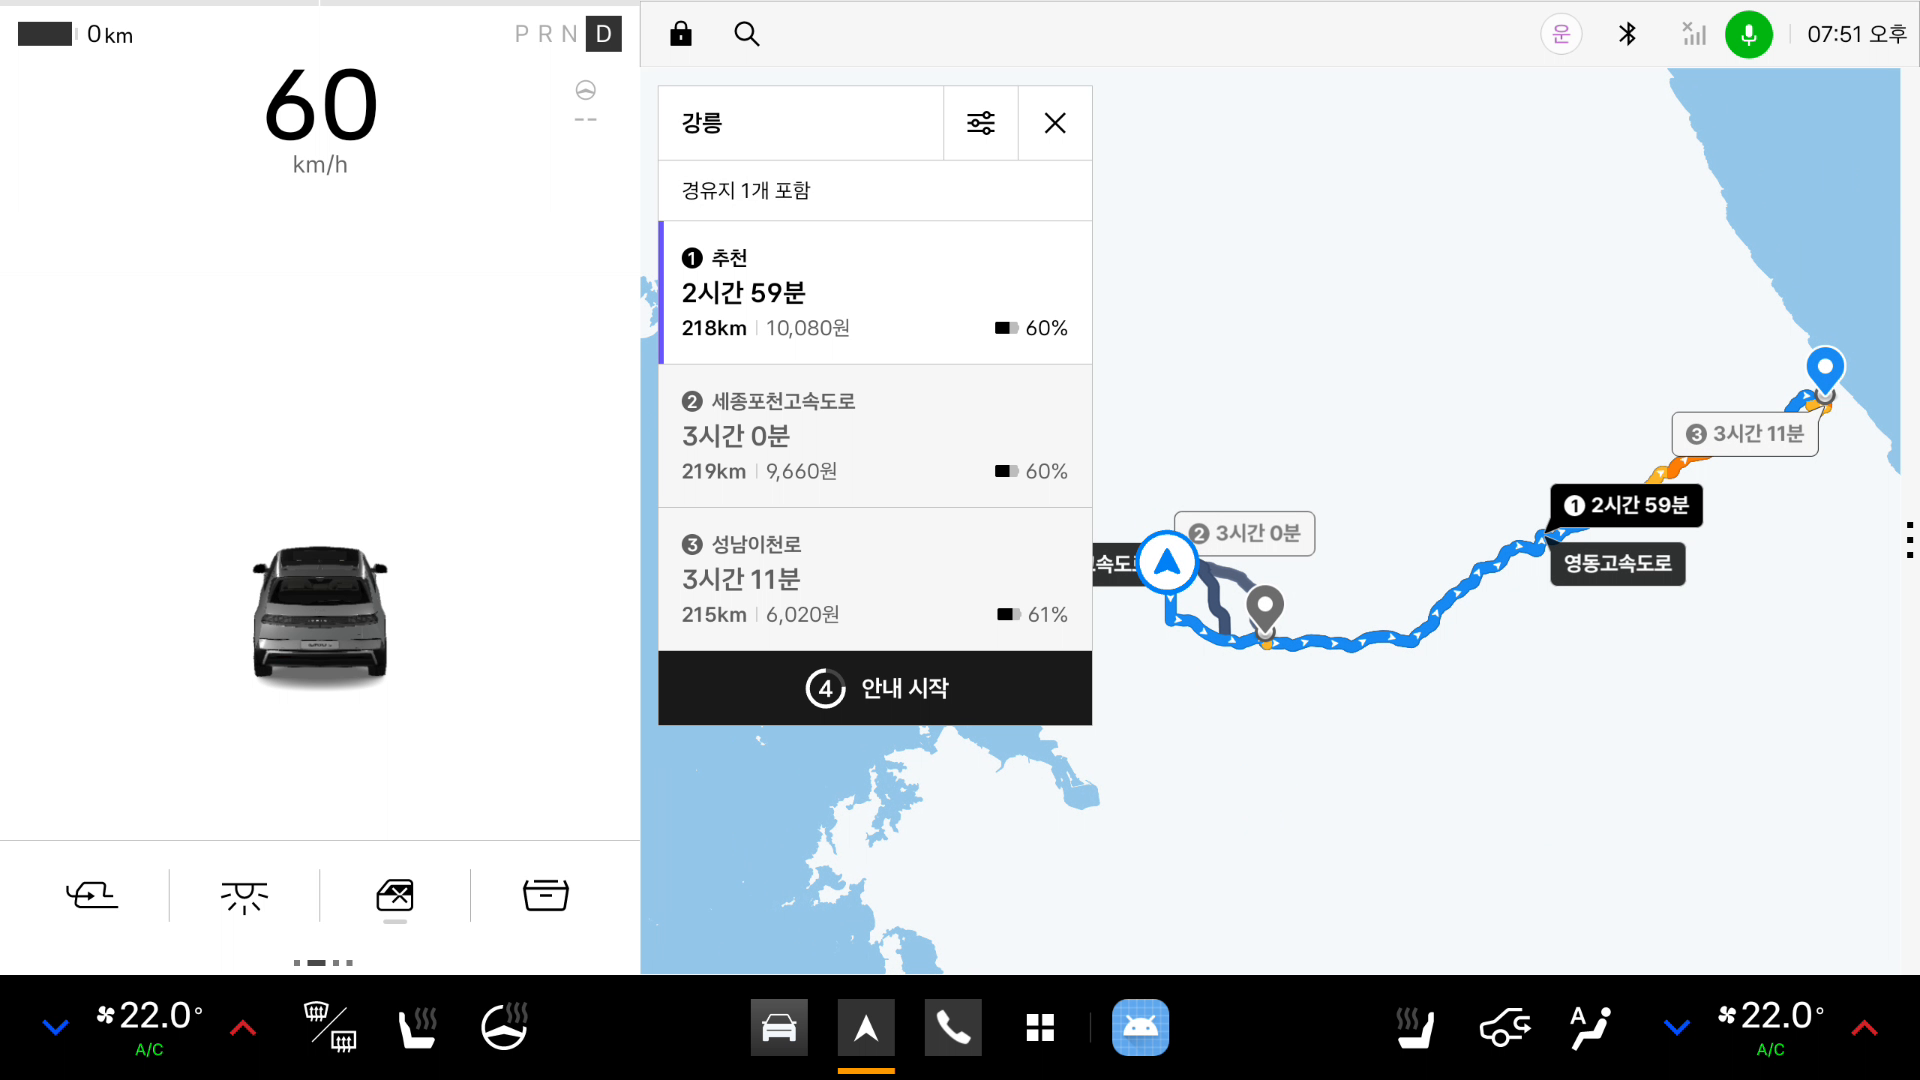 0 km
P R N D
60
km/h
--
운
07:51 오후
강릉
경유지 1개 포함
1 추천
2시간 59분
218km 10,080원 60%
2 세종포천고속도로
3시간 0분
219km 9,660원 60%
3 성남이천로
3시간 11분
215km 6,020원 61%
4 안내 시작
3 3시간 11분
1 2시간 59분
2 3시간 0분
영동고속도로
22.0°
A/C
A
22.0°
A/C